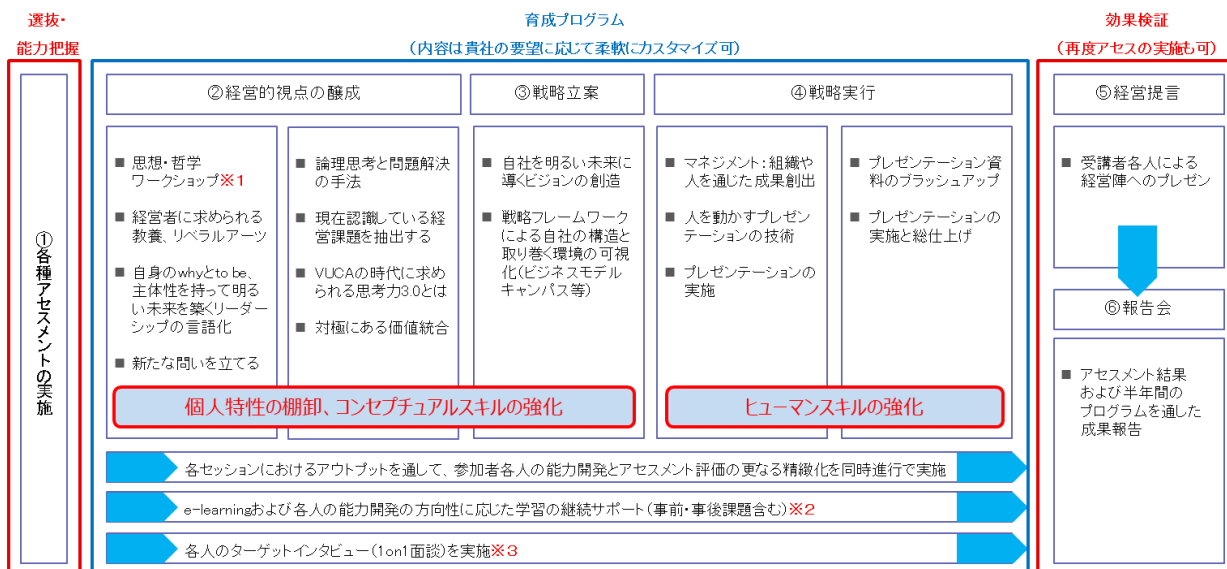 選抜・
能力把握
育成プログラム
(内容は貴社の要望に応じて柔軟にカスタマイズ可)
効果検証
(再度アセスの実施も可)
①各種アセスメントの実施
②経営的視点の醸成
■ 思想・哲学
ワークショップ※1
■ 経営者に求められる
教養、リベラルアーツ
■ 自身のwhyとto be、
主体性を持って明る
い未来を築くリーダー
シップの言語化
■ 新たな問いを立てる
■ 論理思考と問題解決
の手法
■ 現在認識している経
営課題を抽出する
■ VUCAの時代に求め
られる思考力3.0とは
■ 対極にある価値統合
③戦略立案
■ 自社を明るい未来に
導くビジョンの創造
■ 戦略フレームワーク
による自社の構造と
取り巻く環境の可視
化(ビジネスモデル
キャンパス等)
個人特性の棚卸、コンセプチュアルスキルの強化
④戦略実行
■ マネジメント:組織や
人を通じた成果創出
■ 人を動かすプレゼン
テーションの技術
■ プレゼンテーションの
実施
■ プレゼンテーション資
料のブラッシュアップ
■ プレゼンテーションの
実施と総仕上げ
ヒューマンスキルの強化
各セッションにおけるアウトプットを通して、参加者各人の能力開発とアセスメント評価の更なる精緻化を同時進行で実施
e-learningおよび各人の能力開発の方向性に応じた学習の継続サポート(事前・事後課題含む)※2
各人のターゲットインタビュー(1on1面談)を実施※3
⑤経営提言
■ 受講者各人による
経営陣へのプレゼン
⑥報告会
■ アセスメント結果
および半年間の
プログラムを通した
成果報告